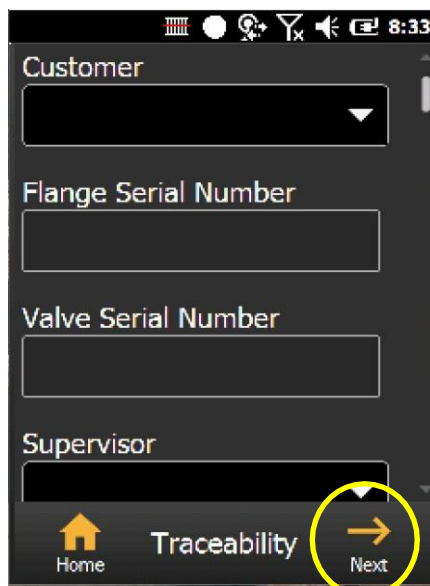 8:33
Customer
Flange Serial Number
Valve Serial Number
Supervisor
Home
Traceability
Next